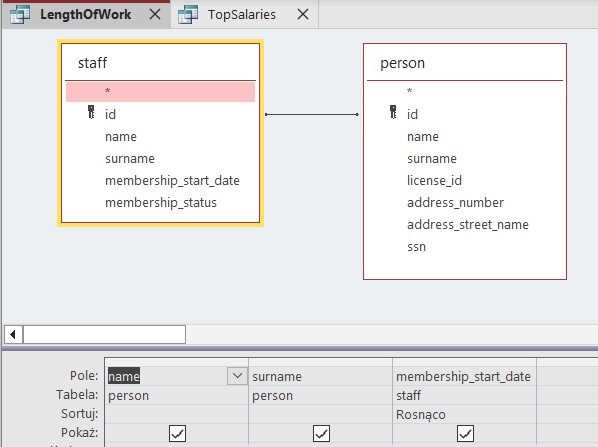 LengthOfWork
TopSalaries
staff
*
id
name
surname
membership_start_date
membership_status
person
*
id
name
surname
license_id
address_number
address_street_name
ssn
Pole: name surname membership_start_date
Tabela: person person staff
Sortuj: Rosnąco
Pokaż: